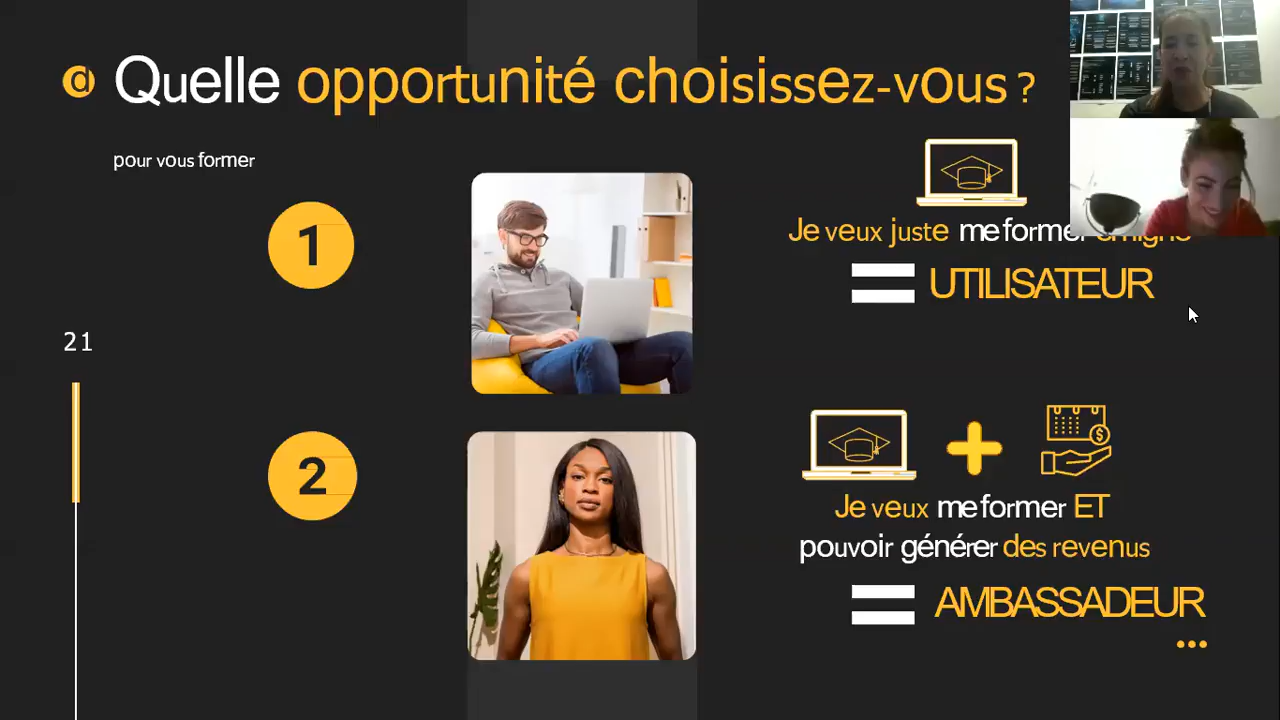 d Quelle opportunité choisissez-vous ?
pour vous former
1
Je veux juste me former
UTILISATEUR
21
2
Je veux me former ET
pouvoir générer des revenus
AMBASSADEUR